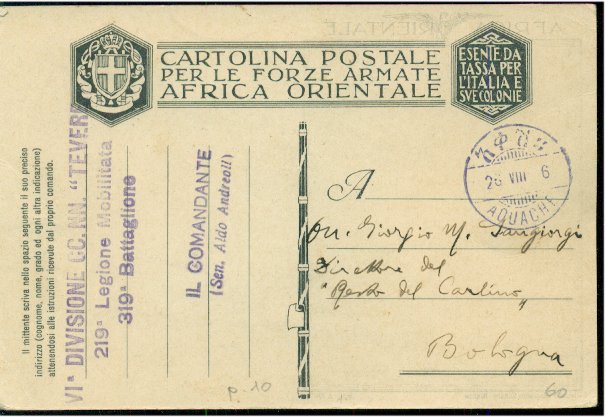 CARTOLINA POSTALE
PER LE FORZE ARMATE
AFRICA ORIENTALE
ESENTE DA
TASSA PER
L'ITALIA E
SVE COLONIE
Il mittente scriva nello spazio seguente il suo preciso
indirizzo (cognome, nome, grado ed ogni altra indicazione)
attenendosi alle istruzioni ricevute dal proprio comando.
VIª DIVISIONE CC.NN. "TEVERE
219ª Legione Mobilitata
319ª Battaglione
IL COMANDANTE
(Sen. Aldo Andreoli)
26 VIII 6
AQUACHE
A
On. Giorgio M. Sangiorgi
Direttore del
"Resto del Carlino"
Bologna
p. 10
60